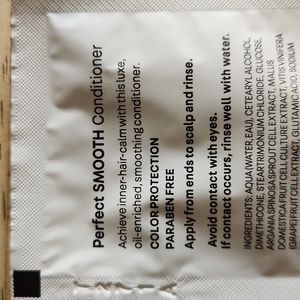 Perfect SMOOTH Conditioner
Achieve inner-hair-calm with this luxe,
oil-enriched, smoothing conditioner.
COLOR PROTECTION
PARABEN FREE
Apply from ends to scalp and rinse.
Avoid contact with eyes.
If contact occurs, rinse well with water.
INGREDIENTS: AQUA (WATER, EAU), CETEARYL ALCOHOL,
DIMETHICONE, STEARTRIMONIUM CHLORIDE, GLUCOSE,
ARGANIA SPINOSA SPROUT CELL EXTRACT, MALUS
DOMESTICA FRUIT CELL CULTURE EXTRACT, VITIS VINIFERA
(GRAPE) FRUIT CELL EXTRACT, GLUTAMIC ACID, SODIUM